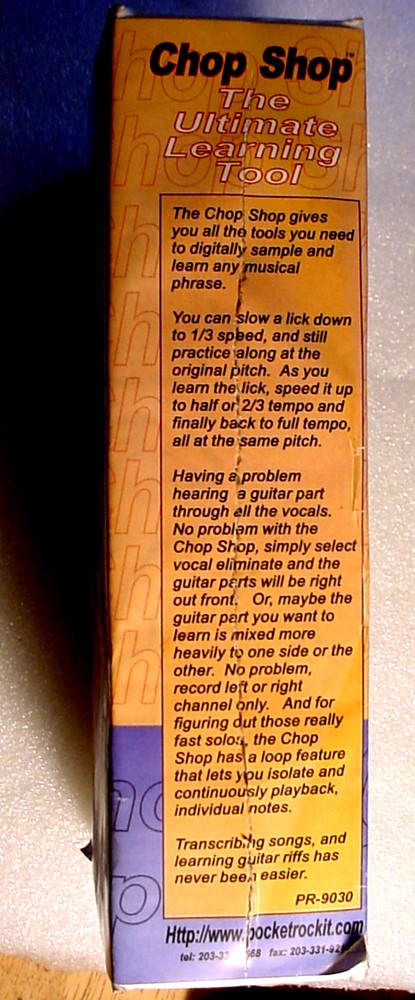 Chop Shop™
The
Ultimate
Learning
Tool
The Chop Shop gives
you all the tools you need
to digitally sample and
learn any musical
phrase.
You can slow a lick down
to 1/3 speed, and still
practice along at the
original pitch. As you
learn the lick, speed it up
to half or 2/3 tempo and
finally back to full tempo,
all at the same pitch.
Having a problem
hearing a guitar part
through all the vocals.
No problem with the
Chop Shop, simply select
vocal eliminate and the
guitar parts will be right
out front. Or, maybe the
guitar part you want to
learn is mixed more
heavily to one side or the
other. No problem,
record left or right
channel only. And for
figuring out those really
fast solos, the Chop
Shop has a loop feature
that lets you isolate and
continuously playback,
individual notes.
Transcribing songs, and
learning guitar riffs has
never been easier.
PR-9030
Http://www.pocketrockit.com
tel: fax: